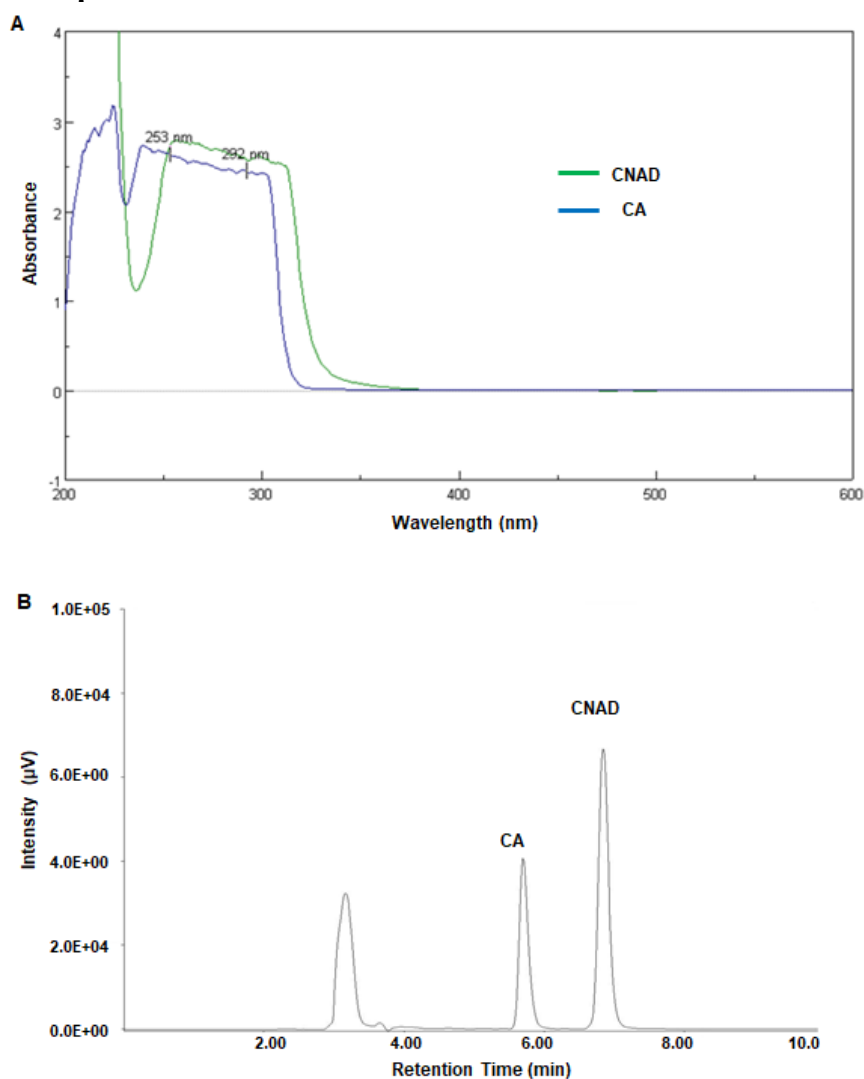 A
4
3
2
1
0
-1
253 nm
292 nm
CNAD
CA
Absorbance
200
300
400
500
600
Wavelength (nm)
B
1.0E+05
8.0E+04
6.0E+00
4.0E+00
2.0E+04
0.0E+00
Intensity (µV)
CNAD
CA
2.00
4.00
6.00
8.00
10.0
Retention Time (min)